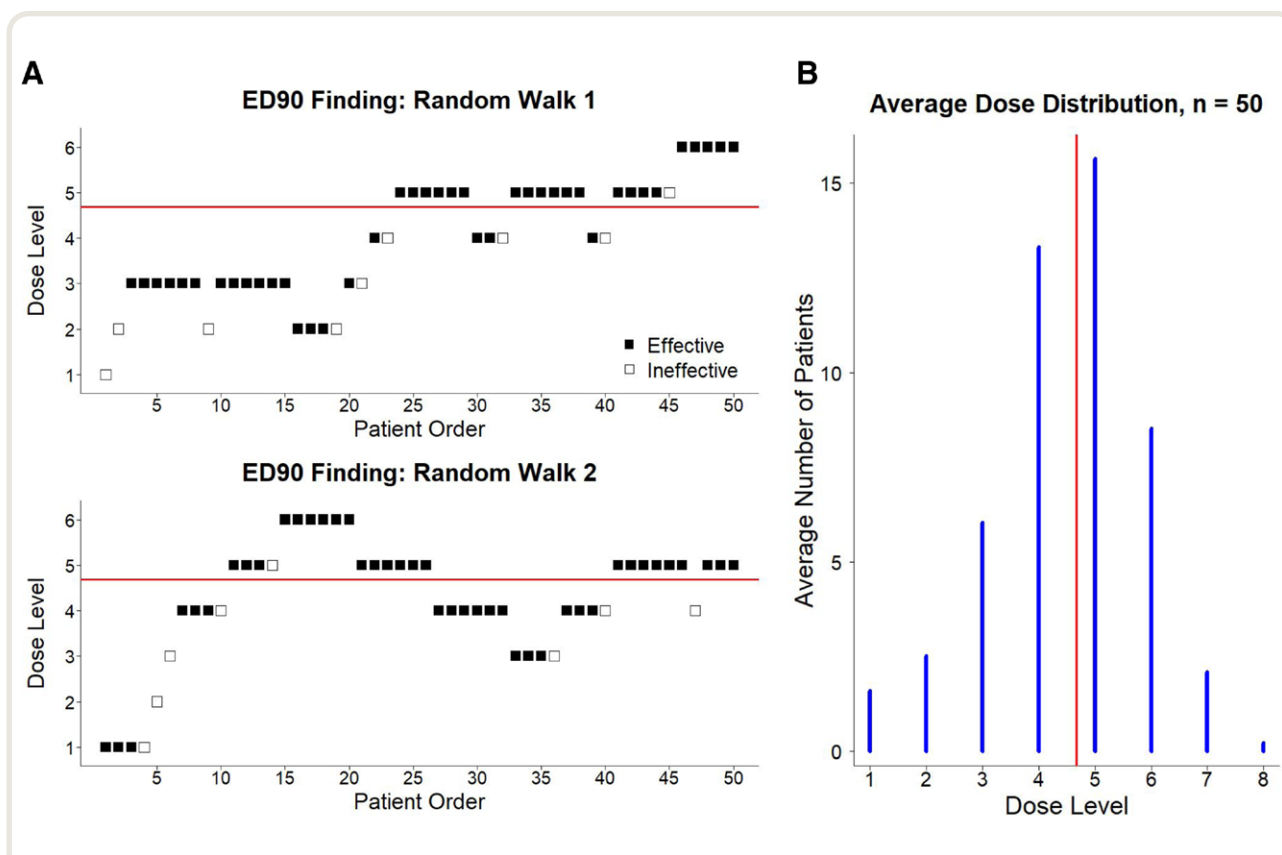 A
ED90 Finding: Random Walk 1
Dose Level
6
5
4
3
2
1
Effective
Ineffective
5 10 15 20 25 30 35 40 45 50
Patient Order
ED90 Finding: Random Walk 2
Dose Level
6
5
4
3
2
1
5 10 15 20 25 30 35 40 45 50
Patient Order
B
Average Dose Distribution, n = 50
Average Number of Patients
15
10
5
0
1 2 3 4 5 6 7 8
Dose Level